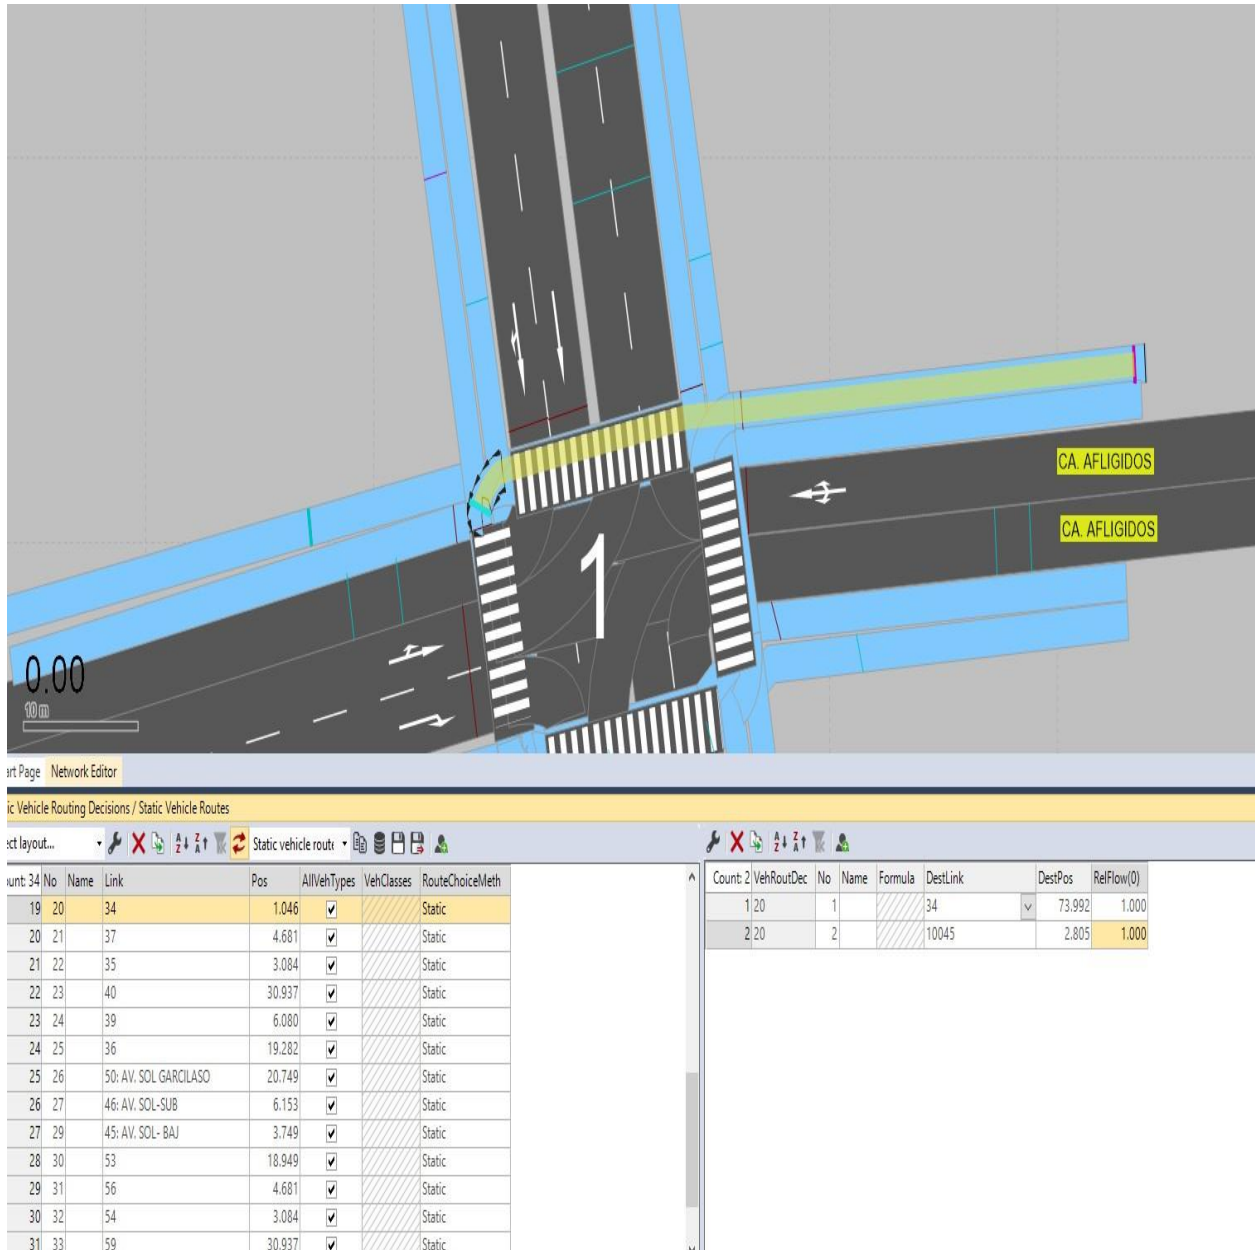 CA. AFLIGIDOS
CA. AFLIGIDOS
1
0.00
10 m
art Page Network Editor
ic Vehicle Routing Decisions / Static Vehicle Routes
ect layout... Static vehicle route
ount: 34 No Name Link Pos AllVehTypes VehClasses RouteChoiceMeth
19 20 34 1.046 Static
20 21 37 4.681 Static
21 22 35 3.084 Static
22 23 40 30.937 Static
23 24 39 6.080 Static
24 25 36 19.282 Static
25 26 50: AV. SOL GARCILASO 20.749 Static
26 27 46: AV. SOL-SUB 6.153 Static
27 29 45: AV. SOL- BAJ 3.749 Static
28 30 53 18.949 Static
29 31 56 4.681 Static
30 32 54 3.084 Static
31 33 59 30.937 Static
Count: 2 VehRoutDec No Name Formula DestLink DestPos RelFlow(0)
1 20 1 34 73.992 1.000
2 20 2 10045 2.805 1.000